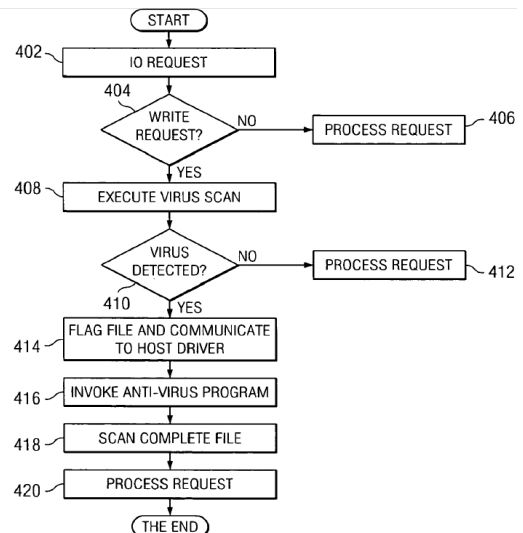 START
402
IO REQUEST
404
WRITE
REQUEST?
NO
PROCESS REQUEST
406
YES
408
EXECUTE VIRUS SCAN
VIRUS
DETECTED?
NO
PROCESS REQUEST
412
410
YES
414
FLAG FILE AND COMMUNICATE
TO HOST DRIVER
416
INVOKE ANTI-VIRUS PROGRAM
418
SCAN COMPLETE FILE
420
PROCESS REQUEST
THE END